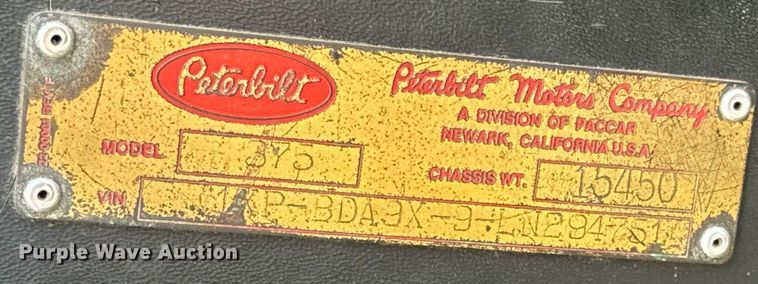 Peterbilt
Peterbilt Motors Company
A DIVISION OF PACCAR
NEWARK, CALIFORNIA U.S.A.
MODEL
CHASSIS WT. 15450
VIN
Purple Wave Auction